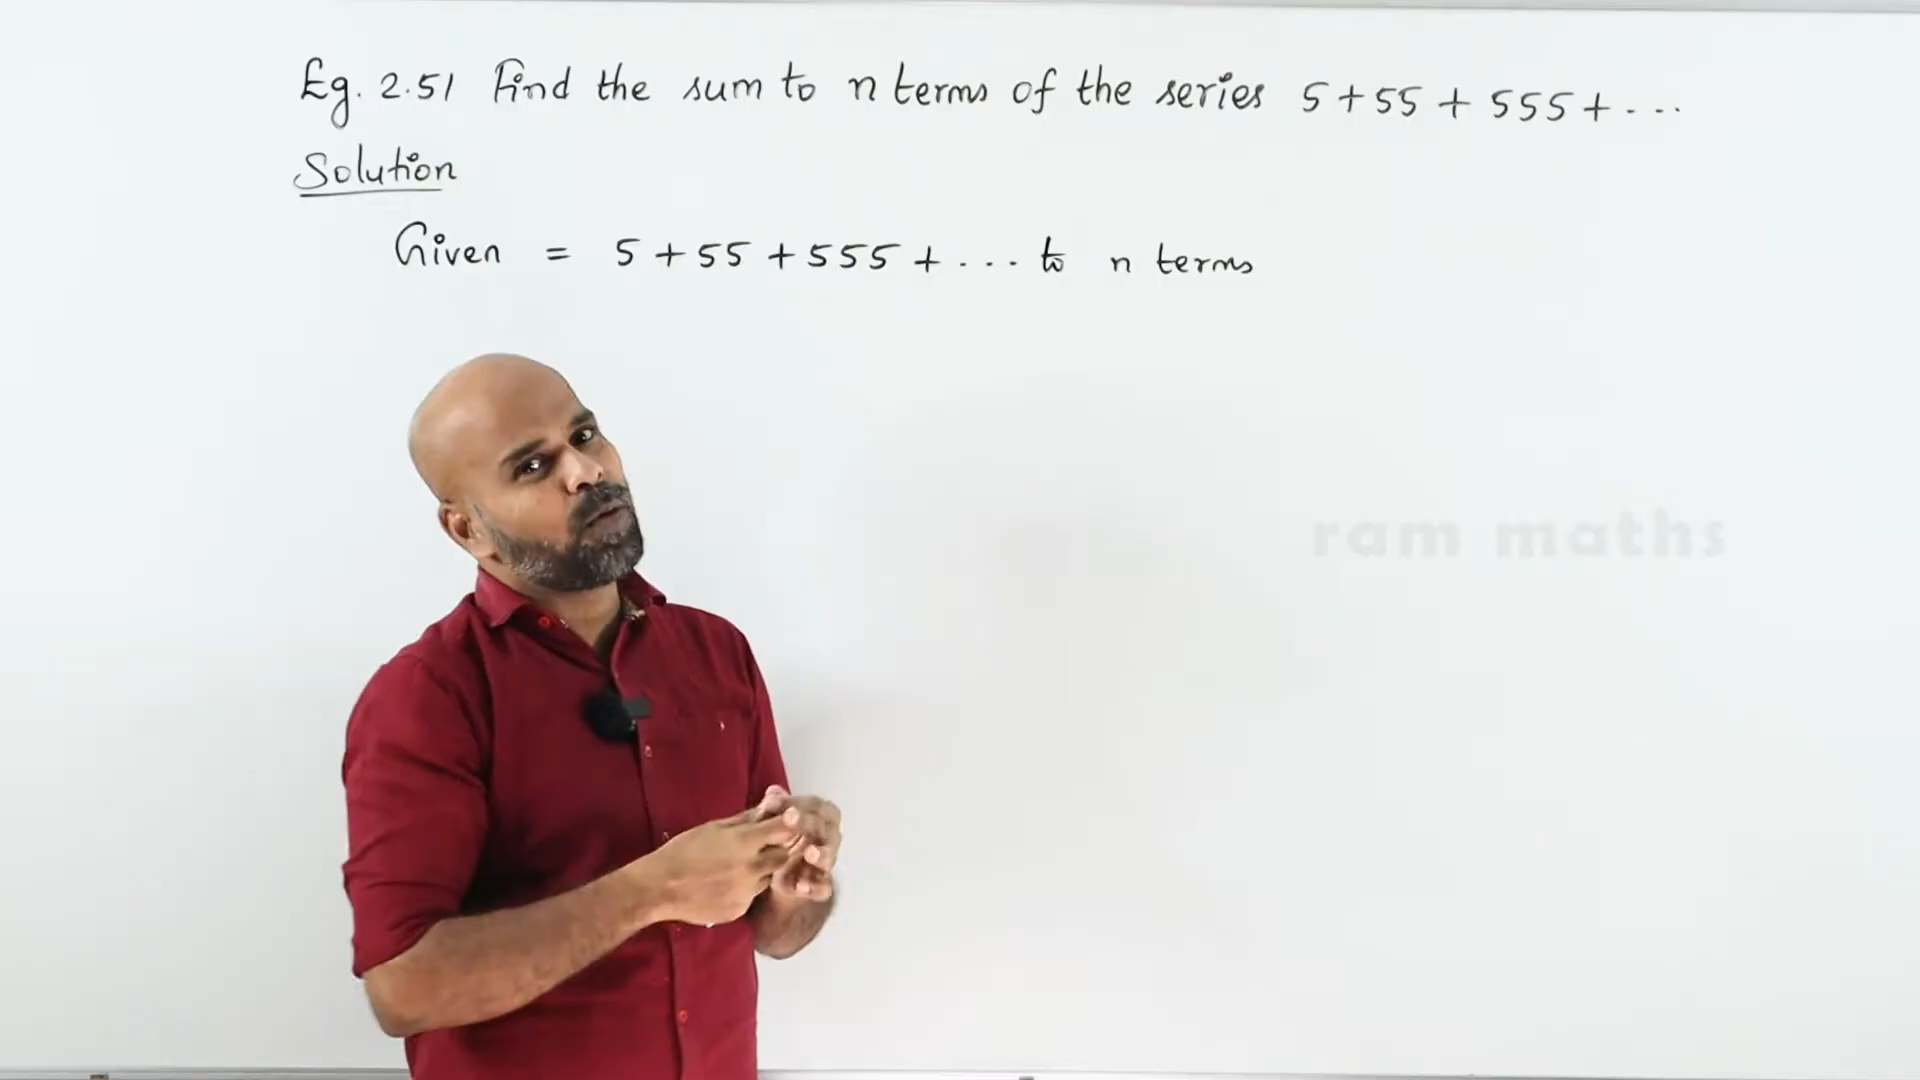 Eg. 2.51 Find the sum to n terms of the series 5+55+555+...
Solution
Given = 5+55+555+... to n terms
ram maths